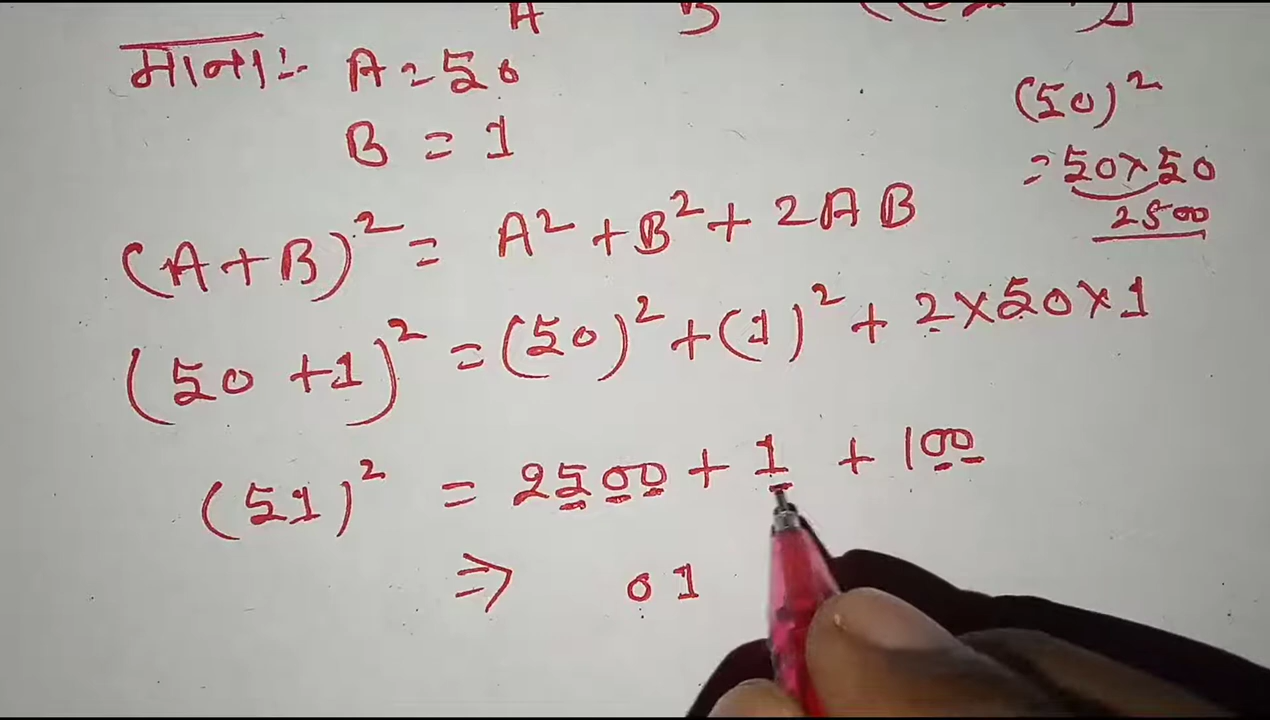 A B
माना:- A = 50
B = 1
(50)²
= 50×50
2500
(A+B)² = A² + B² + 2AB
(50 +1)² = (50)² + (1)² + 2×50×1
(51)² = 2500 + 1 + 100
⇒ 01